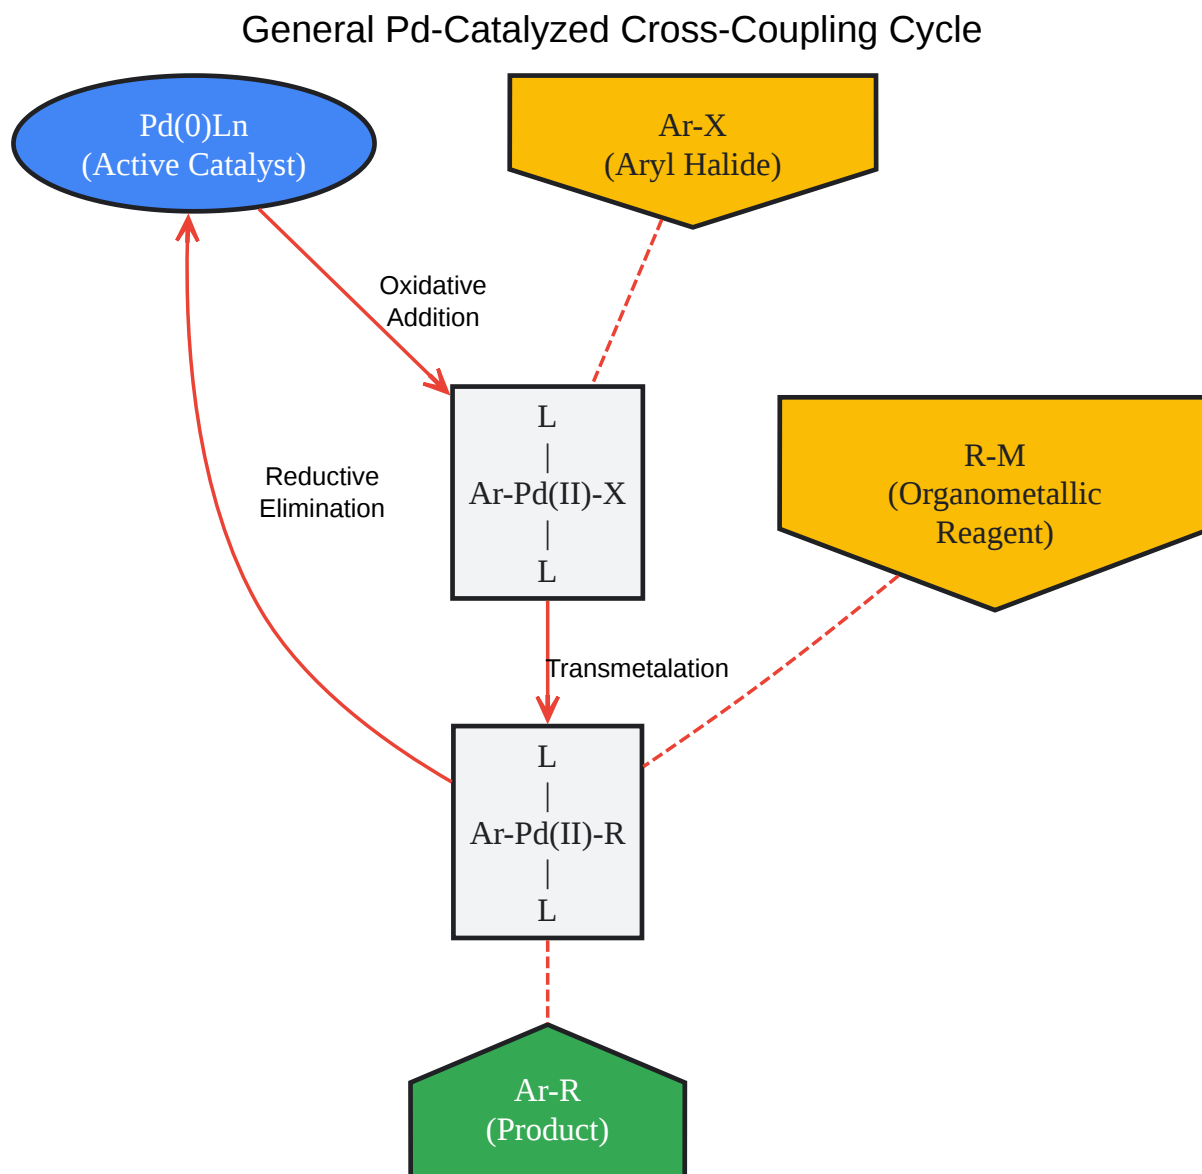 General Pd-Catalyzed Cross-Coupling Cycle
Pd(0)Ln
(Active Catalyst)
Ar-X
(Aryl Halide)
Oxidative
Addition
L
|
Ar-Pd(II)-X
|
L
R-M
(Organometallic
Reagent)
Reductive
Elimination
Transmetalation
L
|
Ar-Pd(II)-R
|
L
Ar-R
(Product)